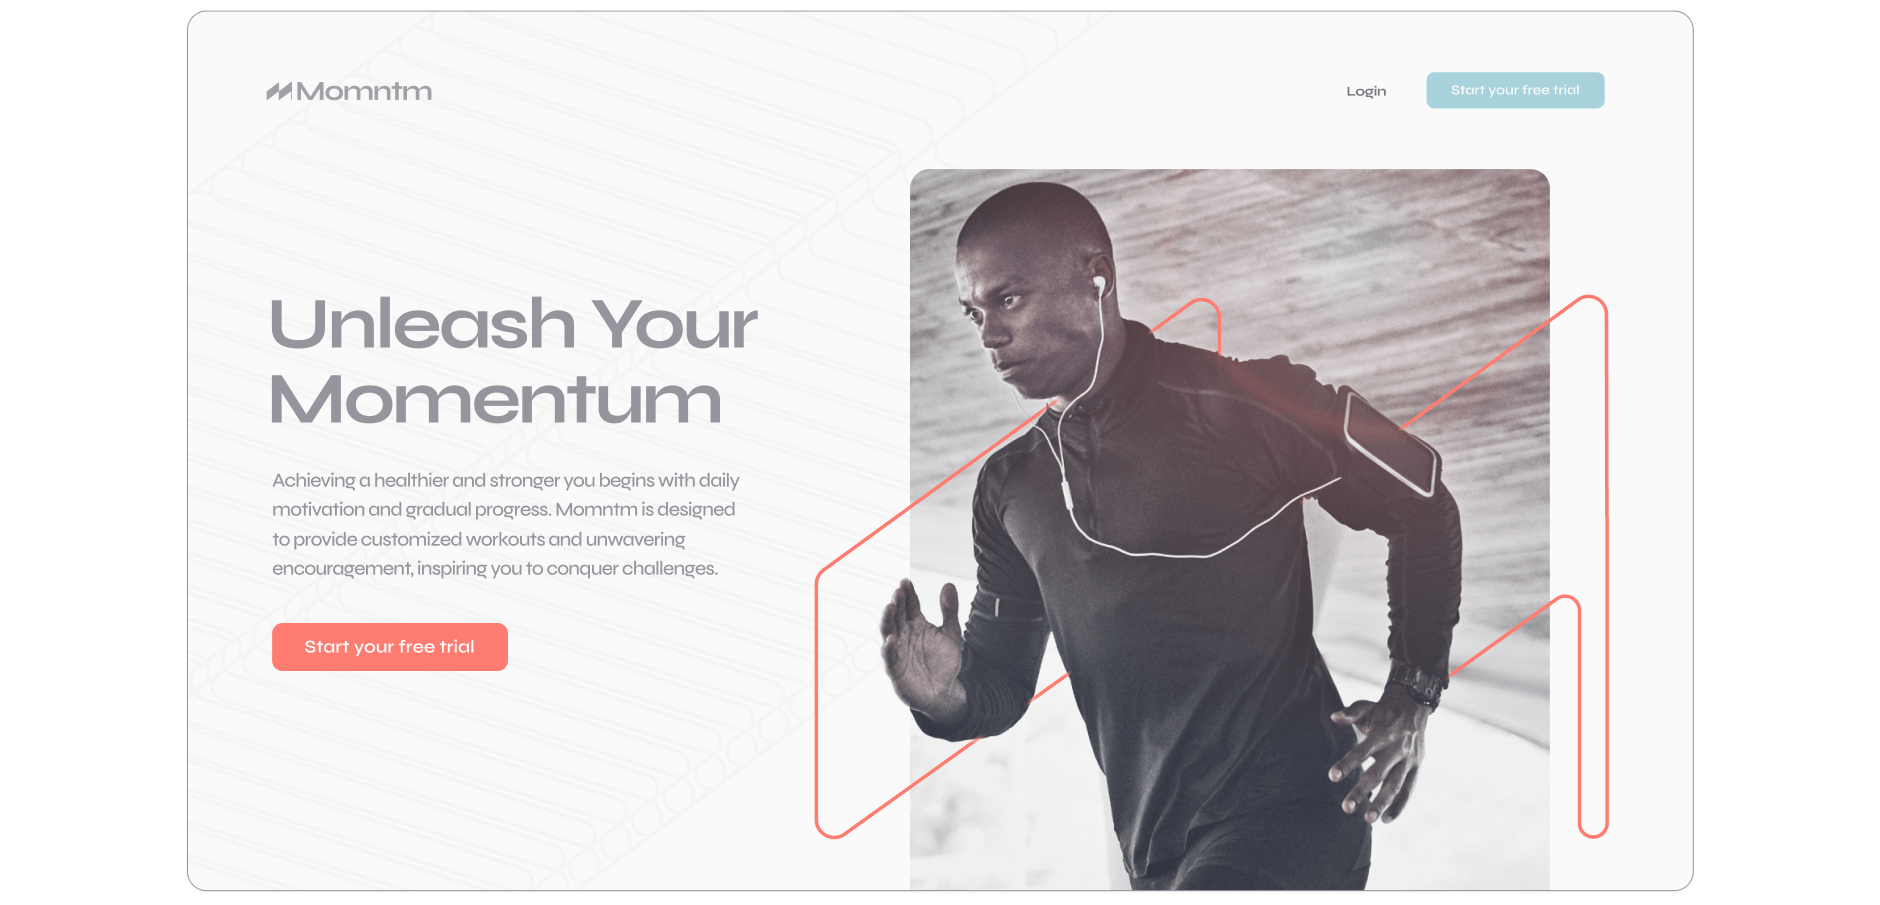 Momntm
Login
Start your free trial
Unleash Your
Momentum
Achieving a healthier and stronger you begins with daily
motivation and gradual progress. Momntm is designed
to provide customized workouts and unwavering
encouragement, inspiring you to conquer challenges.
Start your free trial